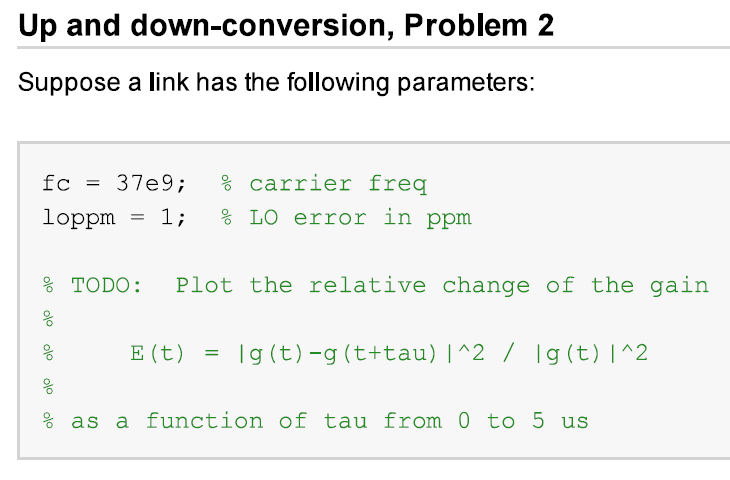 Up and down-conversion, Problem 2
Suppose a link has the following parameters:
fc = 37e9;  % carrier freq
loppm = 1;  % LO error in ppm
% TODO:  Plot the relative change of the gain
%
%     E(t) = |g(t)-g(t+tau)|^2 / |g(t)|^2
%
% as a function of tau from 0 to 5 us